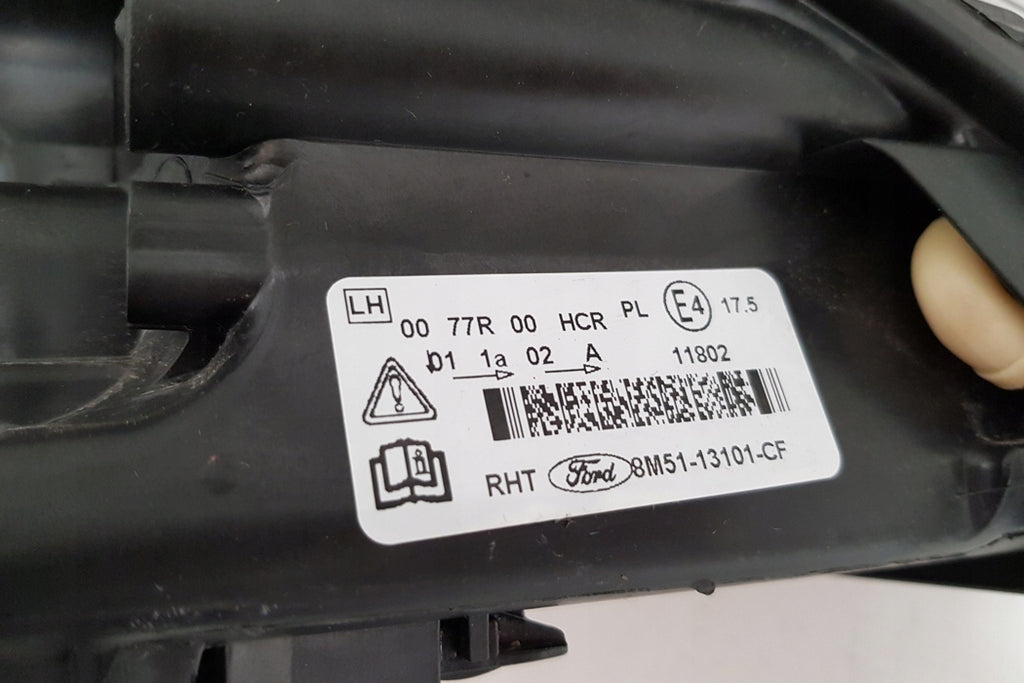 LH 00 77R 00 HCR PL E4 17.5
01 1a 02 A 11802
RHT Ford 8M51-13101-CF